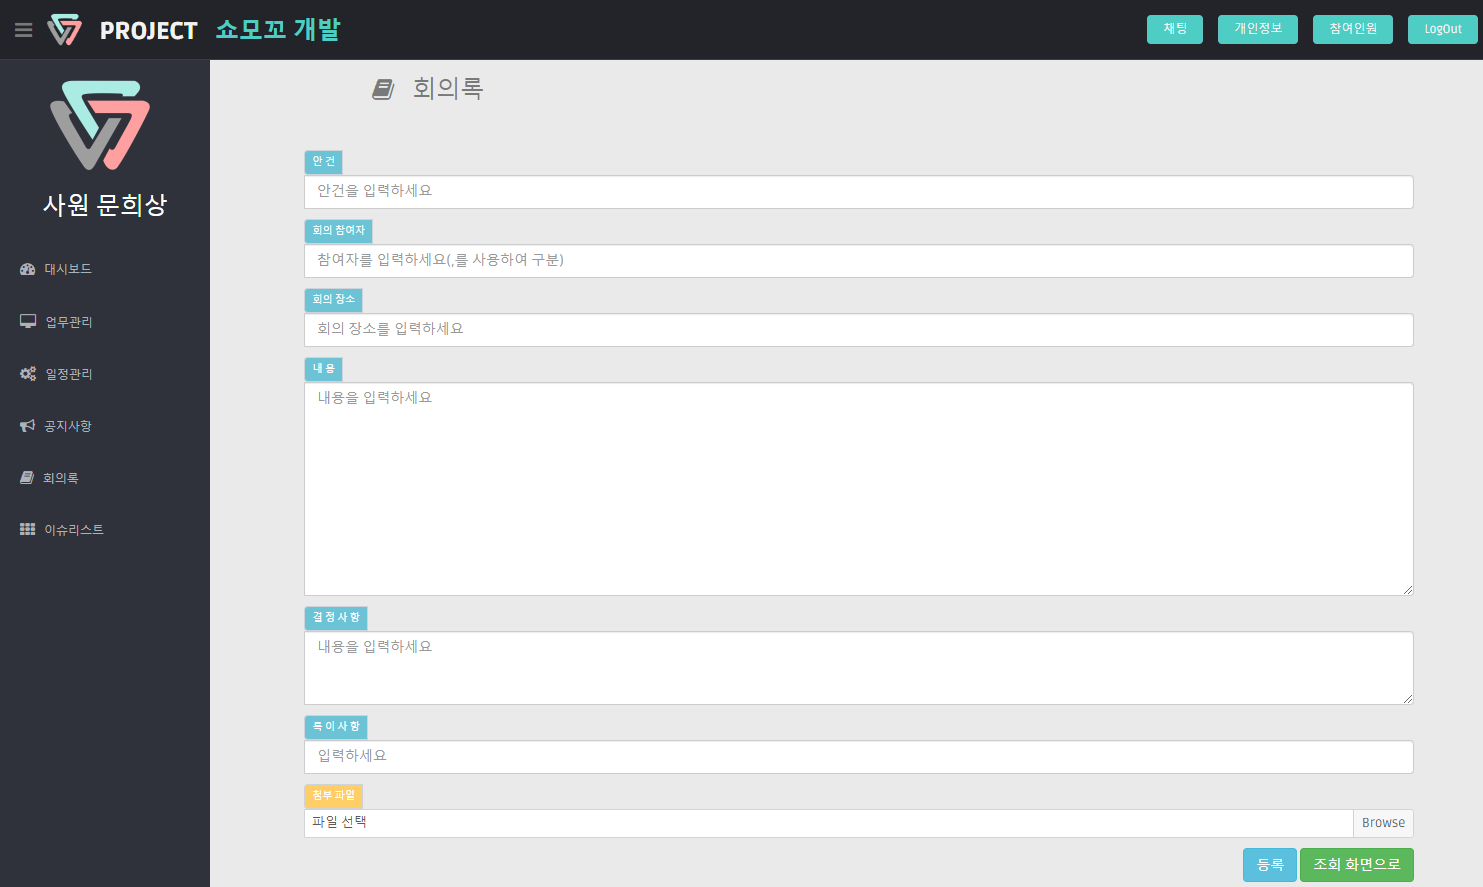 PROJECT 쇼모꼬 개발
채팅
개인정보
참여인원
LogOut
사원 문희상
대시보드
업무관리
일정관리
공지사항
회의록
이슈리스트
회의록
안 건
안건을 입력하세요
회의 참여자
참여자를 입력하세요(,를 사용하여 구분)
회의 장소
회의 장소를 입력하세요
내 용
내용을 입력하세요
결 정 사 항
내용을 입력하세요
특 이 사 항
입력하세요
첨부 파일
파일 선택
Browse
등록
조회 화면으로